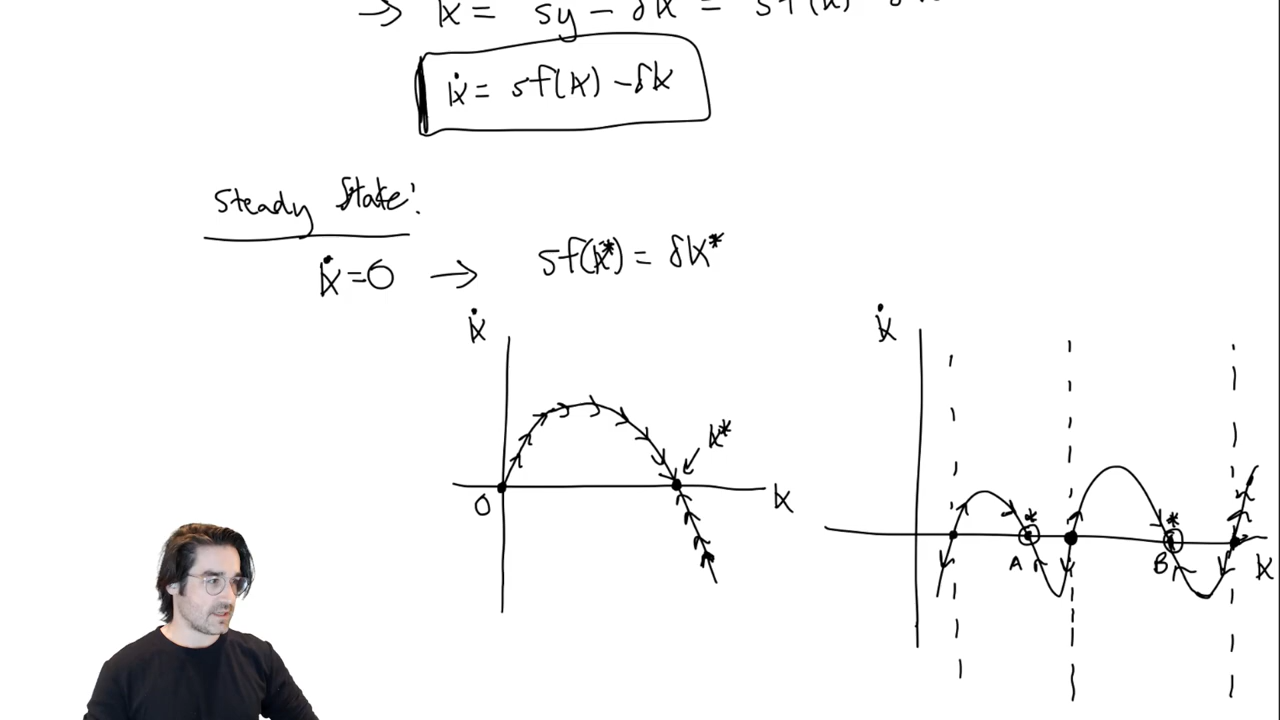 → k̇ = sy − δk = sf(k) − δk
k̇ = sf(k) − δk
Steady State:
k̇ = 0 → sf(k*) = δk*
k̇
k̇
k*
0
k
* *
A B
k